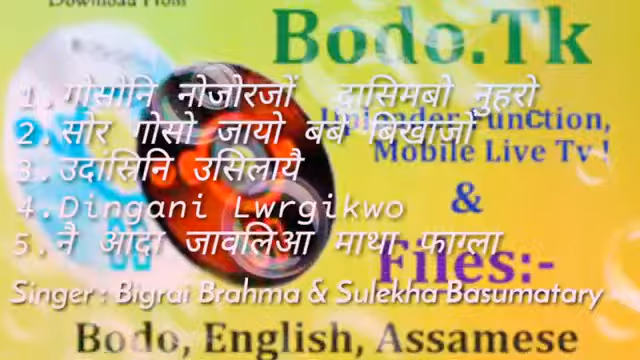 Download From
Bodo.Tk
1.गोसोनि नोजोरजों दासिमबो नुहरो
Uploader Function,
2.सोर गोसो जायो बबे बिखाजों
Mobile Live Tv !
3.उदांस्रिनि उसिलायै
&
4.Dingani Lwrgikwo
5.नै आदा जावलिआ माथा फाग्ला
Files:-
Singer : Bigrai Brahma & Sulekha Basumatary
Bodo, English, Assamese